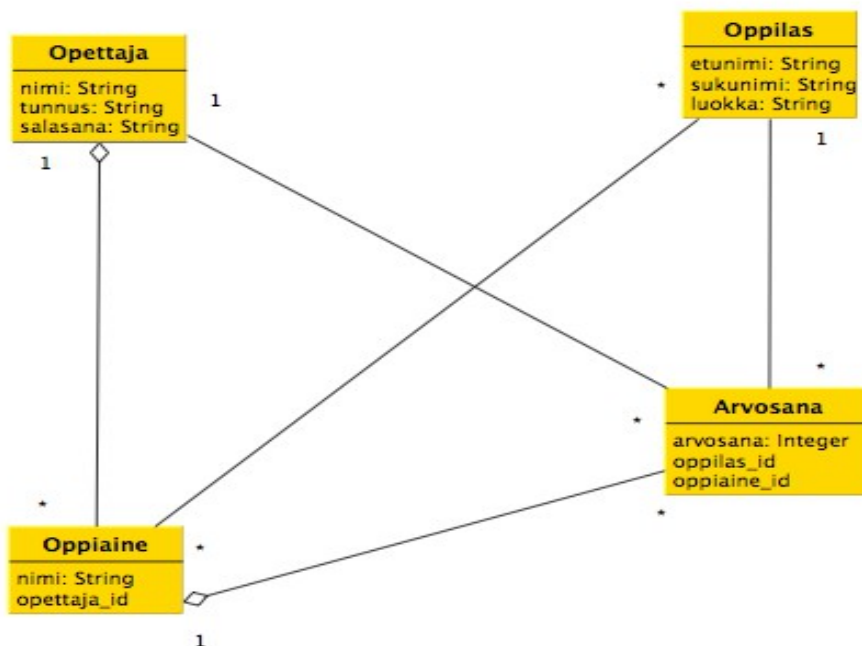 Opettaja
nimi: String
tunnus: String
salasana: String
1
1
Oppilas
etunimi: String
sukunimi: String
luokka: String
*
1
*
Arvosana
arvosana: Integer
oppilas_id
oppiaine_id
*
*
*
Oppiaine
nimi: String
opettaja_id
*
1